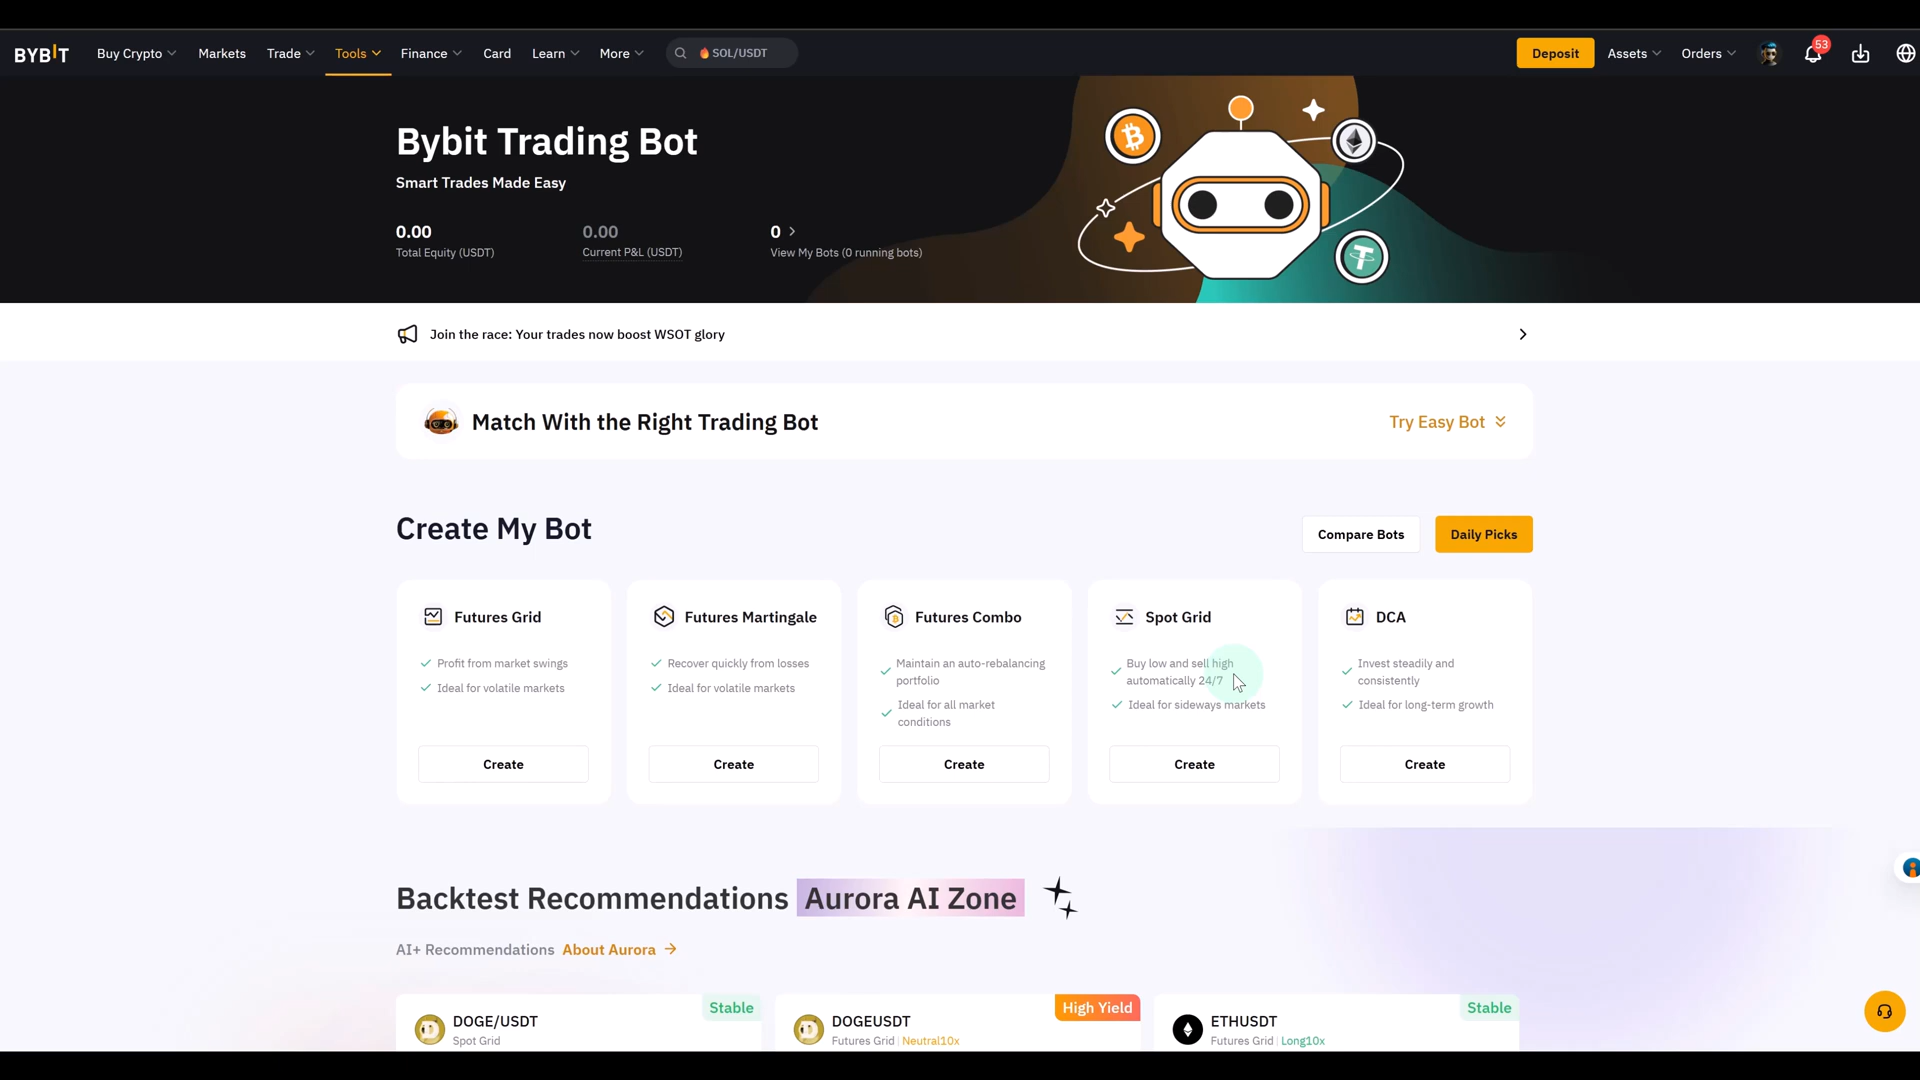 BYBIT Buy Crypto Markets Trade Tools Finance Card Learn More SOL/USDT Deposit Assets Orders 53
Bybit Trading Bot
Smart Trades Made Easy
0.00 0.00 0
Total Equity (USDT) Current P&L (USDT) View My Bots (0 running bots)
Join the race: Your trades now boost WSOT glory
Match With the Right Trading Bot Try Easy Bot
Create My Bot Compare Bots Daily Picks
Futures Grid
Profit from market swings
Ideal for volatile markets
Create
Futures Martingale
Recover quickly from losses
Ideal for volatile markets
Create
Futures Combo
Maintain an auto-rebalancing
portfolio
Ideal for all market
conditions
Create
Spot Grid
Buy low and sell high
automatically 24/7
Ideal for sideways markets
Create
DCA
Invest steadily and
consistently
Ideal for long-term growth
Create
Backtest Recommendations Aurora AI Zone
AI+ Recommendations About Aurora
Stable
DOGE/USDT
Spot Grid
High Yield
DOGEUSDT
Futures Grid | Neutral10x
Stable
ETHUSDT
Futures Grid | Long10x